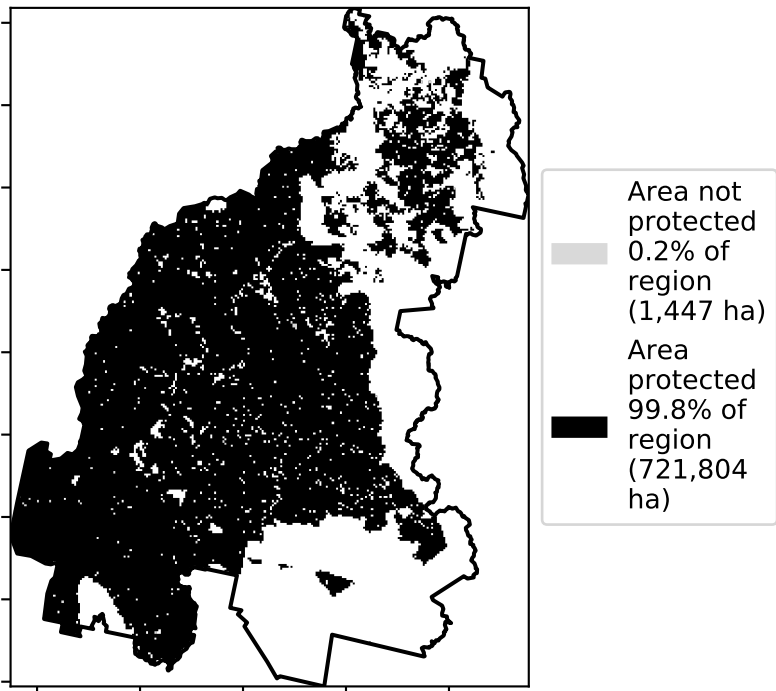 Area not
protected
0.2% of
region
(1,447 ha)
Area
protected
99.8% of
region
(721,804
ha)